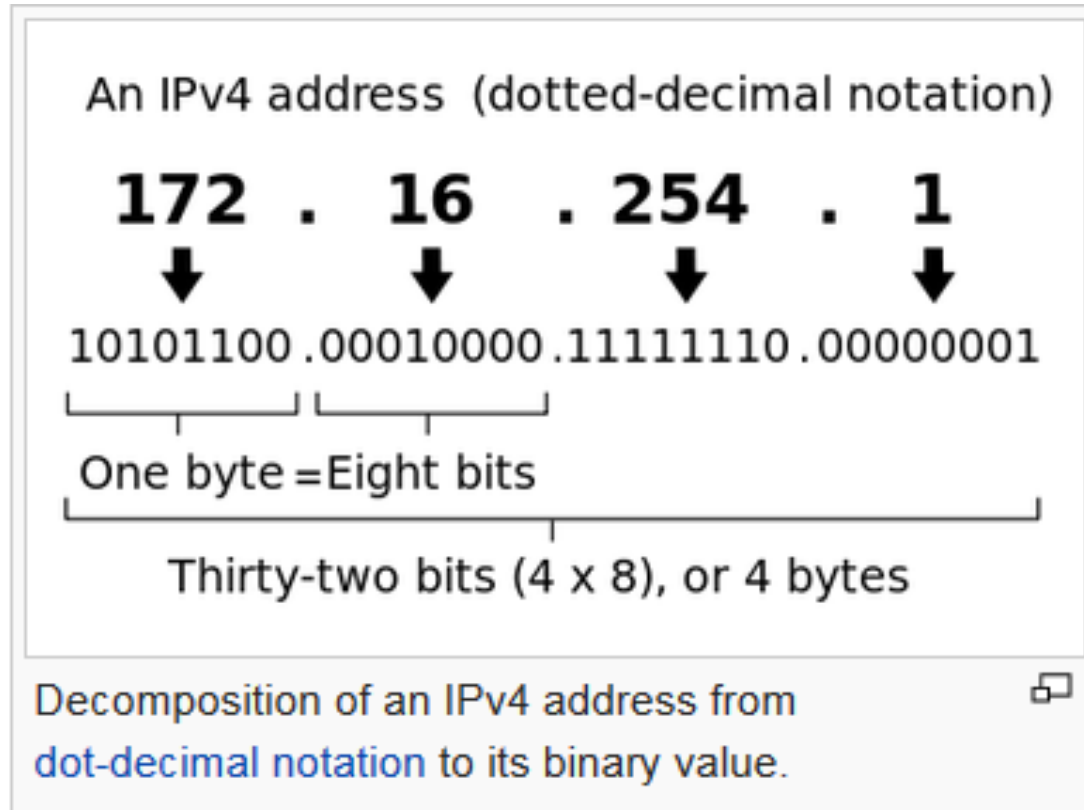 An IPv4 address (dotted-decimal notation)
172 . 16 . 254 . 1
10101100.00010000.11111110.00000001
One byte=Eight bits
Thirty-two bits (4 x 8), or 4 bytes
Decomposition of an IPv4 address from
dot-decimal notation to its binary value.